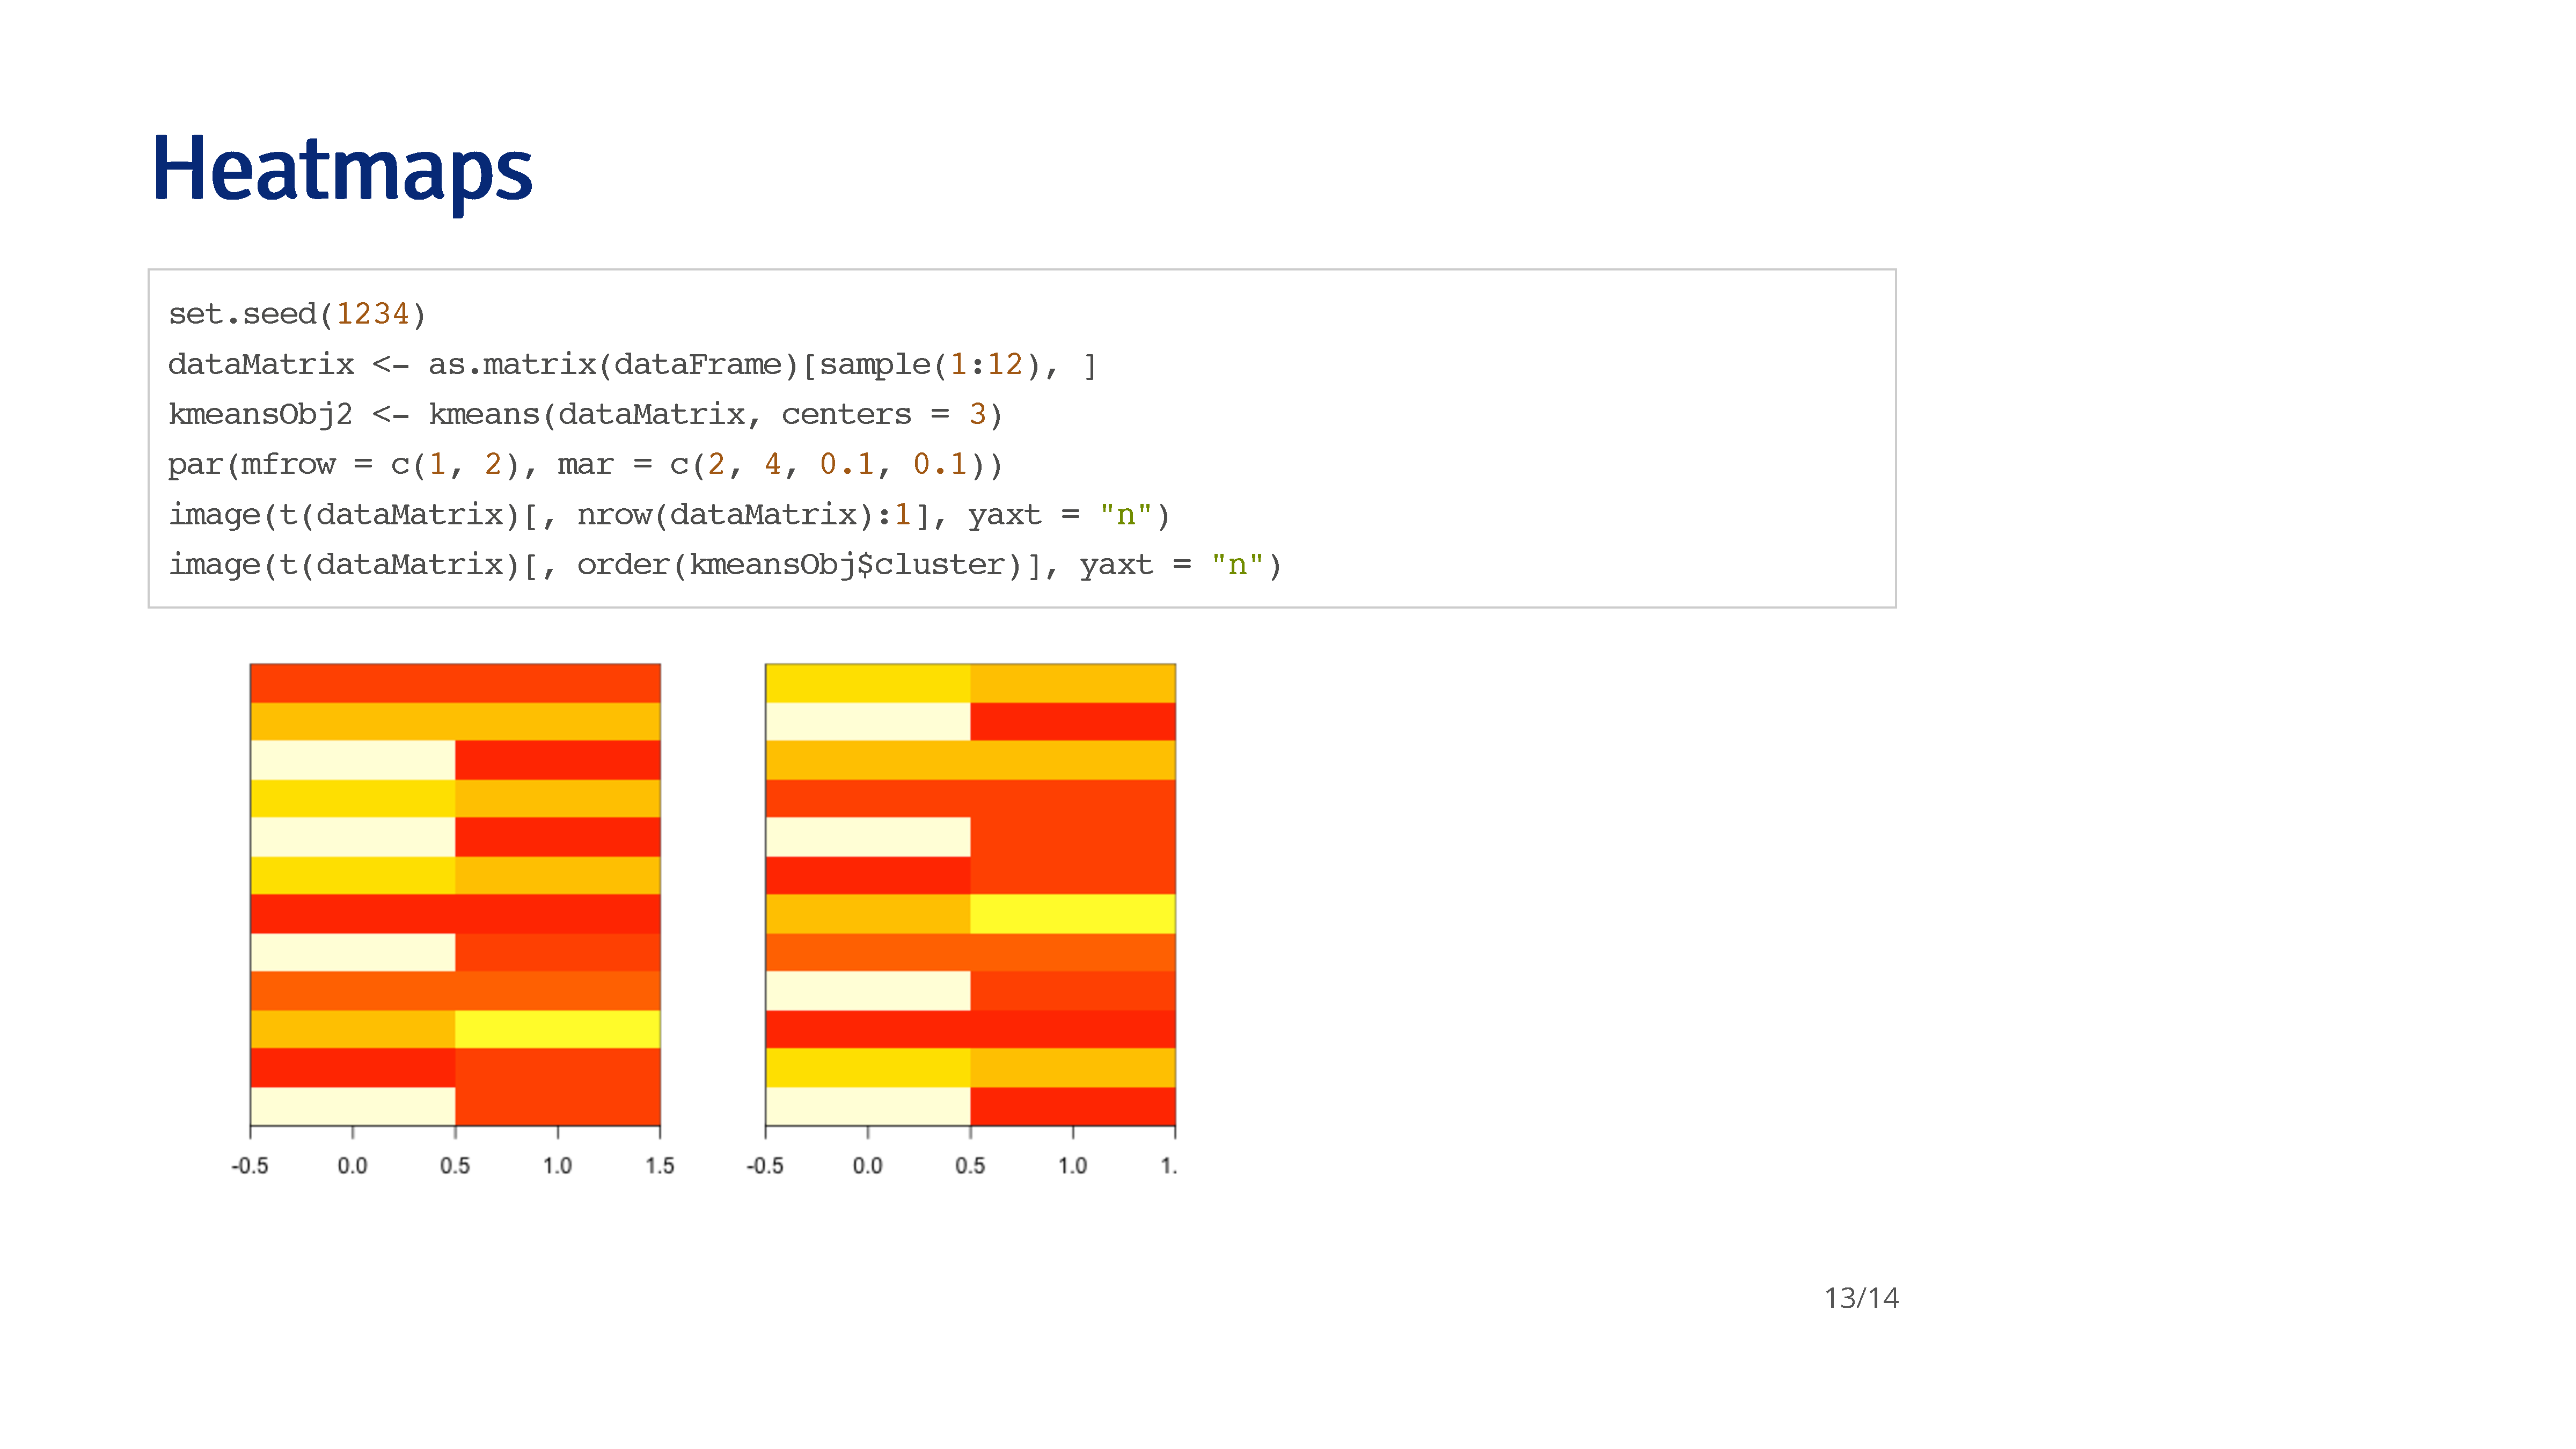 Heatmaps
set.seed(1234)
dataMatrix <- as.matrix(dataFrame)[sample(1:12), ]
kmeansObj2 <- kmeans(dataMatrix, centers = 3)
par(mfrow = c(1, 2), mar = c(2, 4, 0.1, 0.1))
image(t(dataMatrix)[, nrow(dataMatrix):1], yaxt = "n")
image(t(dataMatrix)[, order(kmeansObj$cluster)], yaxt = "n")
-0.5 0.0 0.5 1.0 1.5 -0.5 0.0 0.5 1.0 1.
13/14